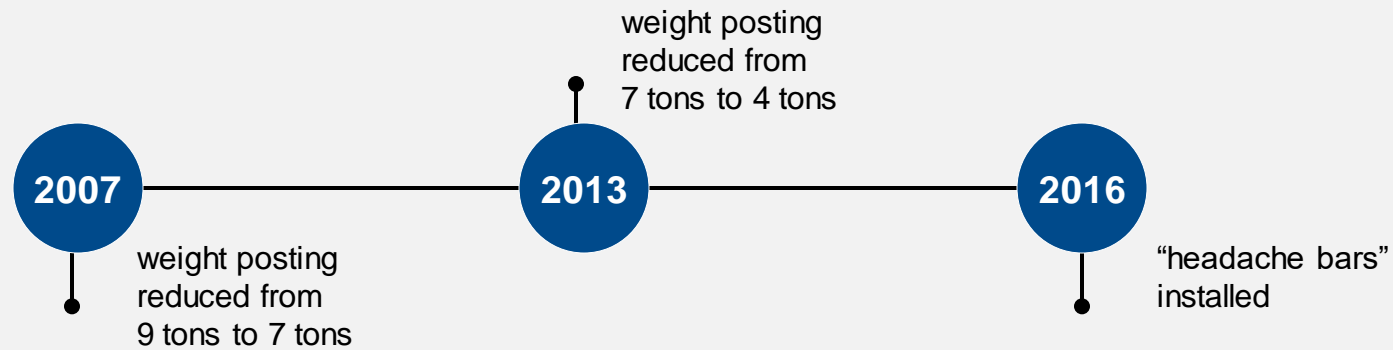 2007
weight posting
reduced from
9 tons to 7 tons
2013
weight posting
reduced from
7 tons to 4 tons
2016
“headache bars”
installed